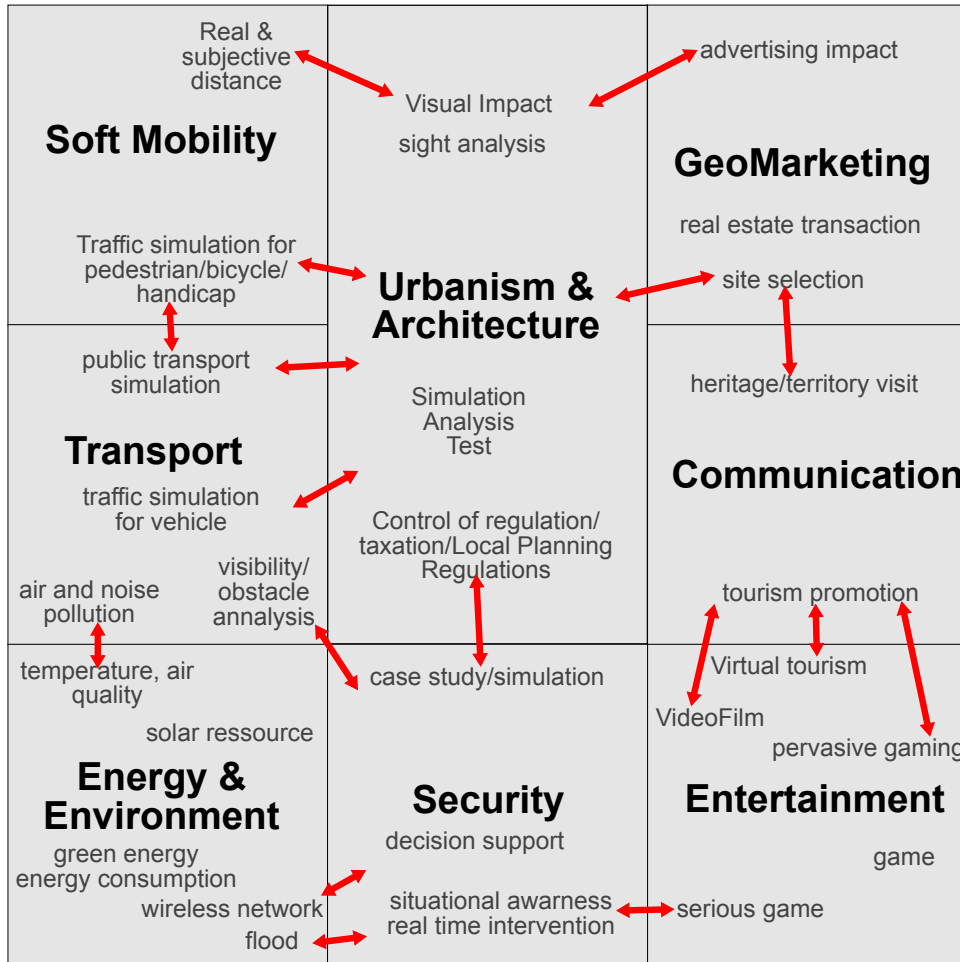 Real &
subjective
distance
Soft Mobility
Traffic simulation for
pedestrian/bicycle/
handicap
Visual Impact
sight analysis
Urbanism &
Architecture
Simulation
Analysis
Test
Control of regulation/
taxation/Local Planning
Regulations
advertising impact
GeoMarketing
real estate transaction
site selection
public transport
simulation
Transport
traffic simulation
for vehicle
visibility/
obstacle
annalysis
air and noise
pollution
heritage/territory visit
Communication
tourism promotion
temperature, air
quality
solar ressource
Energy &
Environment
green energy
energy consumption
wireless network
flood
case study/simulation
Security
decision support
situational awarness
real time intervention
Virtual tourism
VideoFilm
pervasive gaming
Entertainment
game
serious game